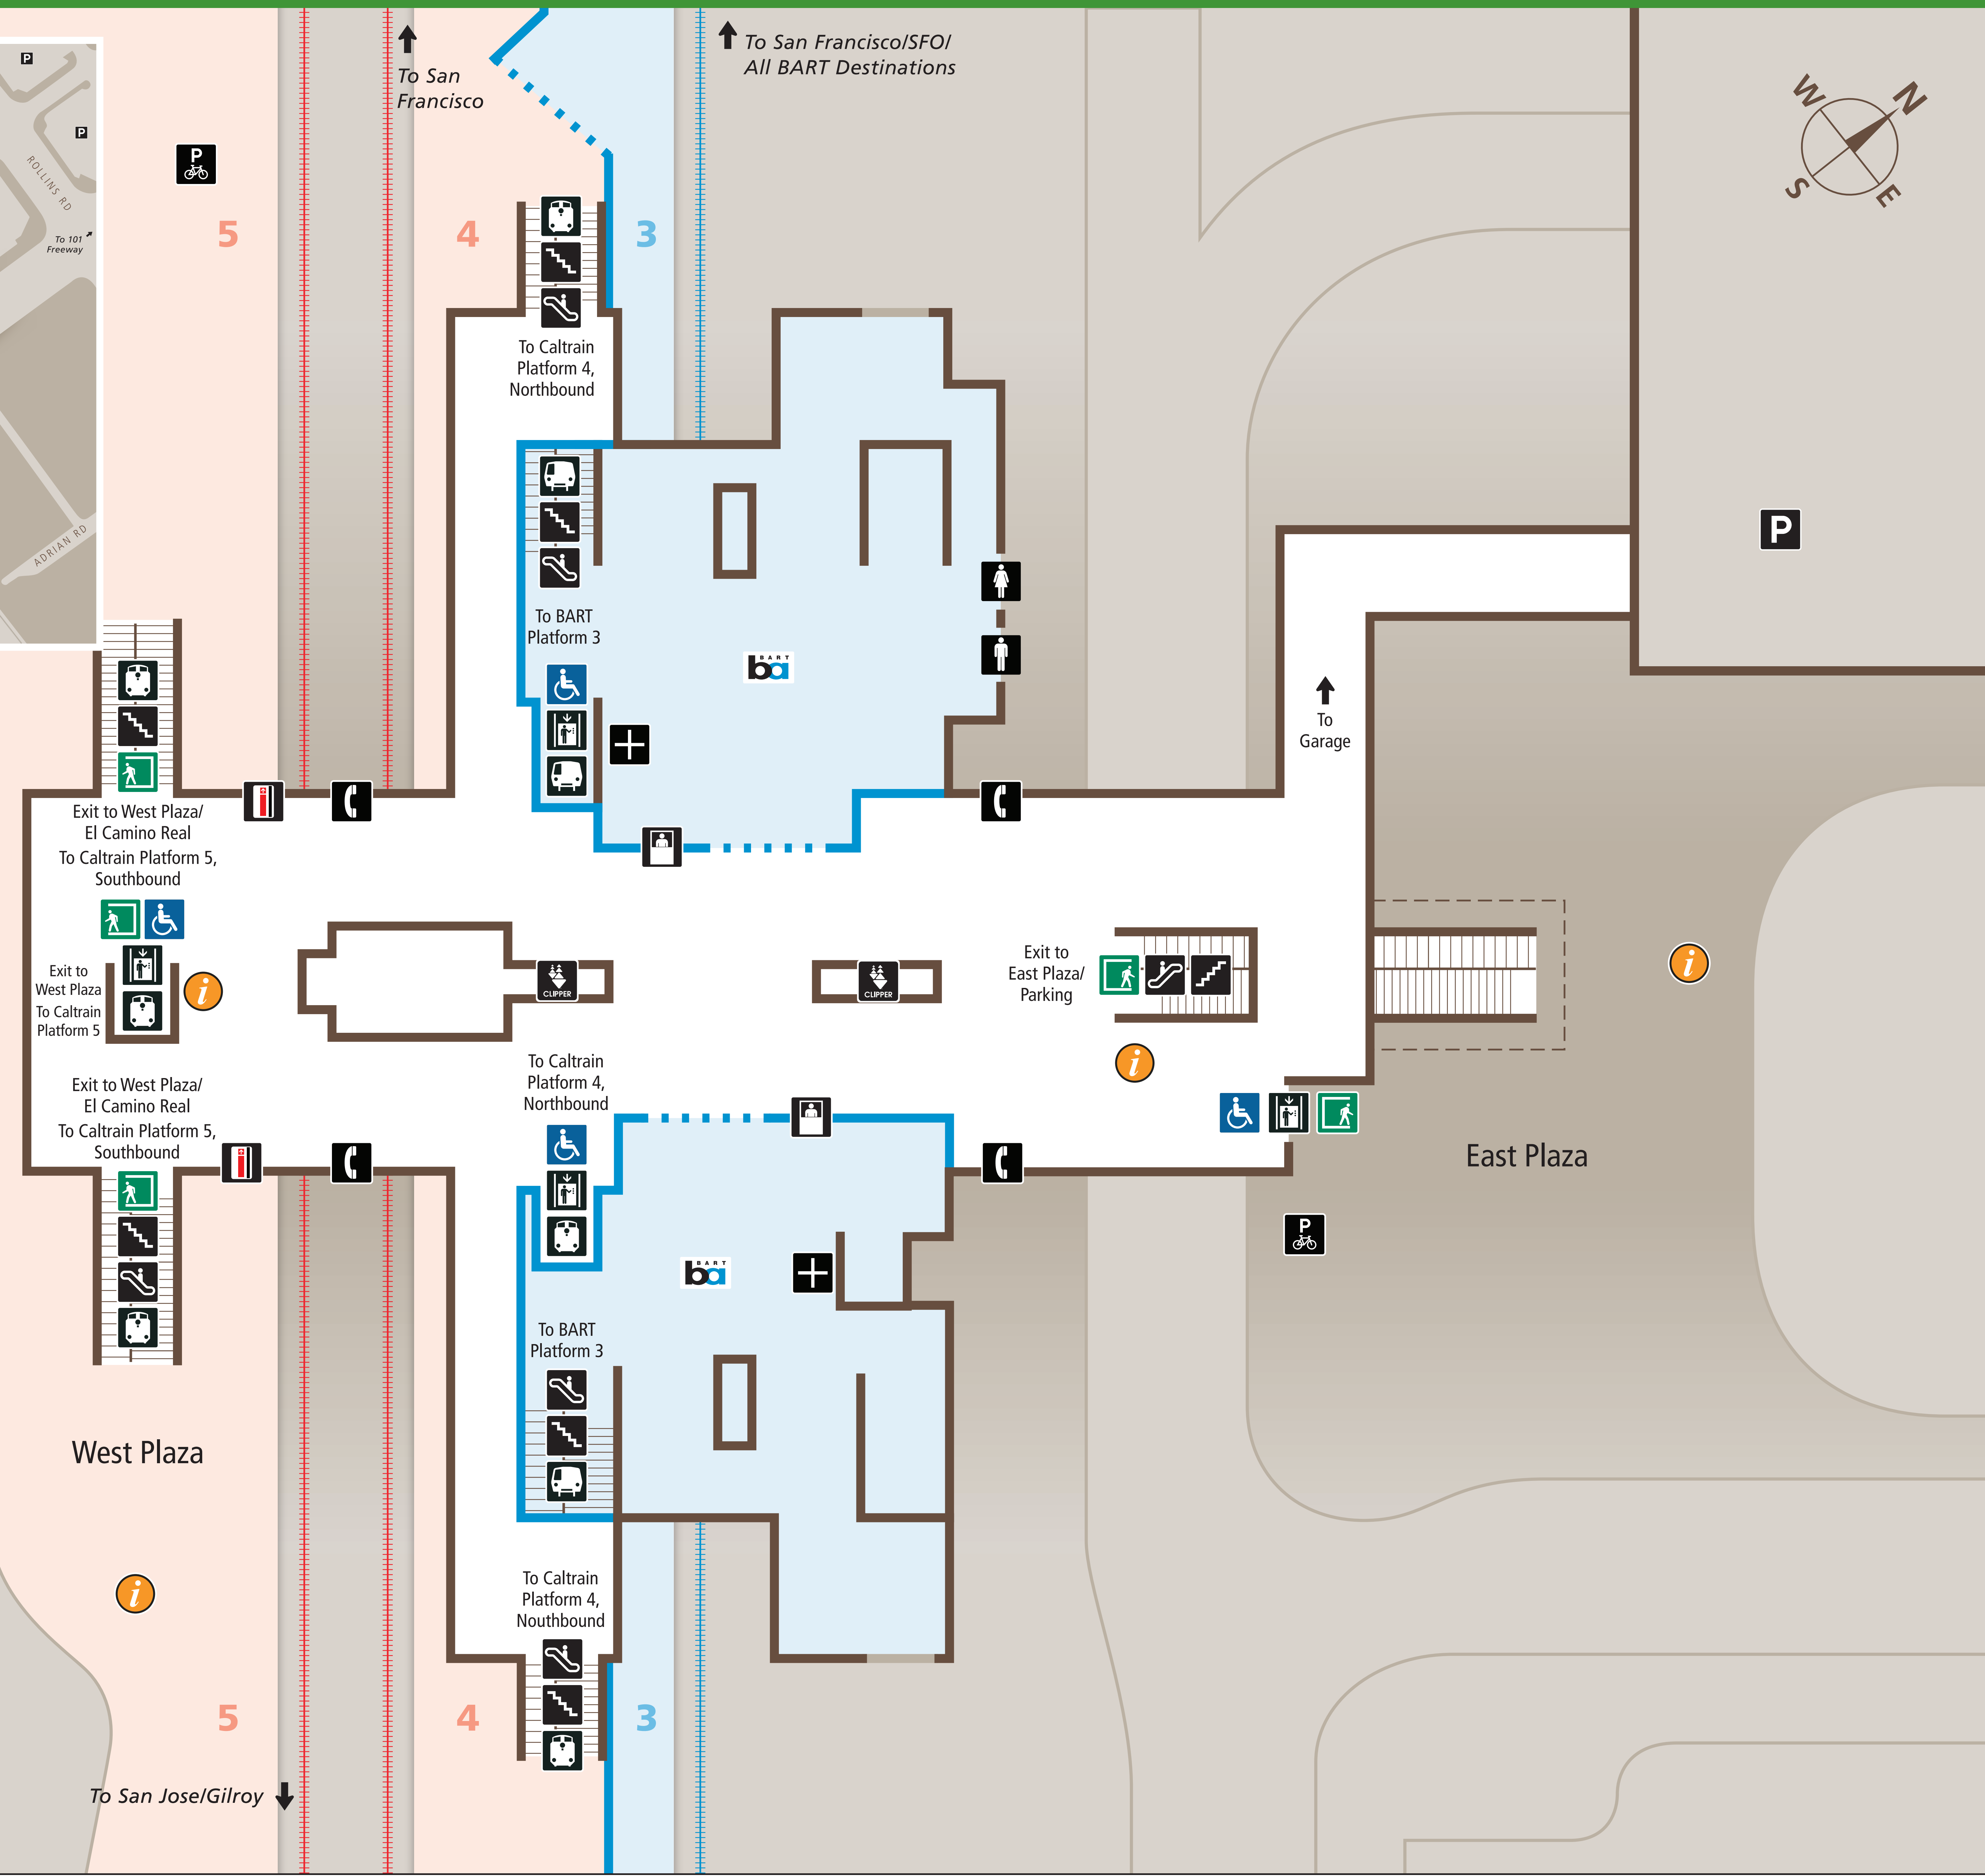 To San
Francisco
To San Francisco/SFO/
All BART Destinations
W
N
S
E
P
P
ROLLINS RD
To 101
Freeway
ADRIAN RD
P
5
4
3
To Caltrain
Platform 4,
Northbound
To BART
Platform 3
BART
ba
P
To
Garage
Exit to West Plaza/
El Camino Real
To Caltrain Platform 5,
Southbound
Exit to
West Plaza
To Caltrain
Platform 5
i
CLIPPER
CLIPPER
Exit to
East Plaza/
Parking
i
i
Exit to West Plaza/
El Camino Real
To Caltrain Platform 5,
Southbound
To Caltrain
Platform 4,
Northbound
East Plaza
P
BART
ba
To BART
Platform 3
West Plaza
i
To Caltrain
Platform 4,
Nouthbound
5
4
3
To San Jose/Gilroy